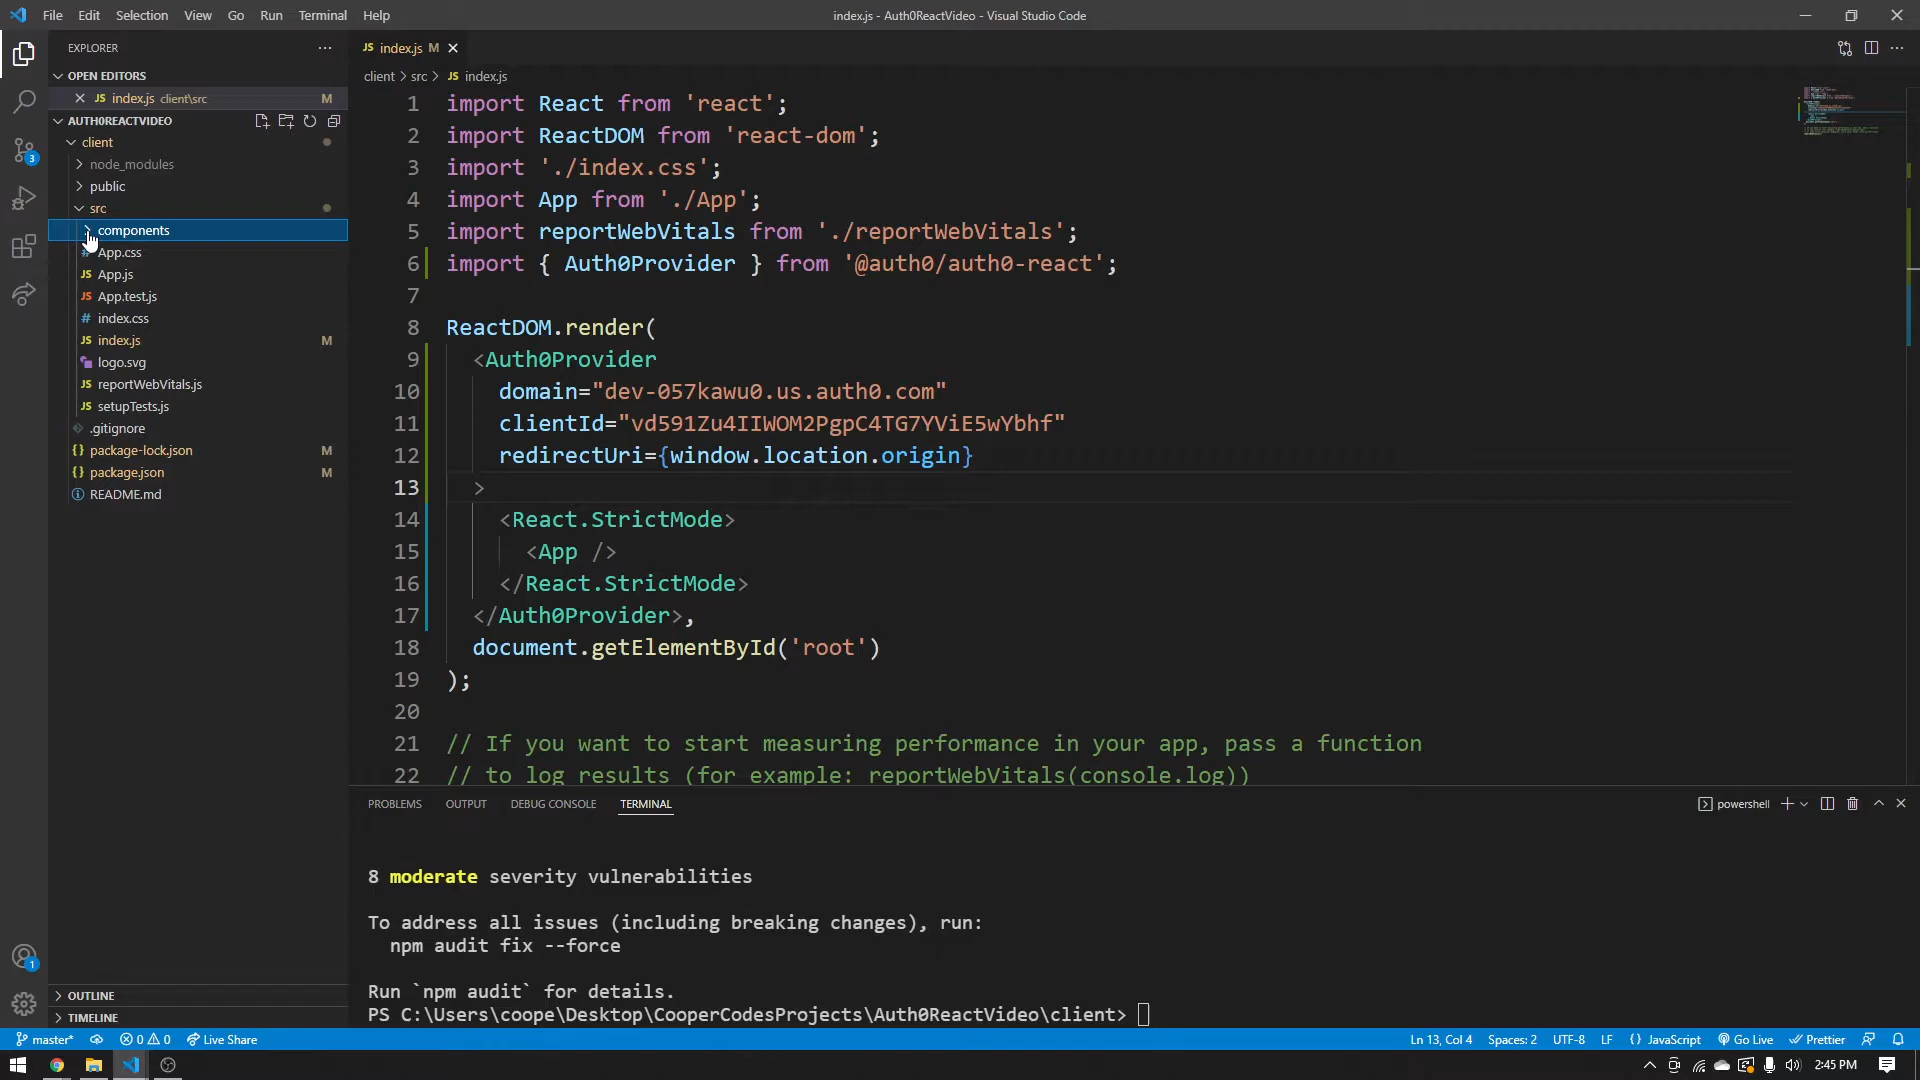 File Edit Selection View Go Run Terminal Help
index.js - Auth0ReactVideo - Visual Studio Code
EXPLORER
OPEN EDITORS
JS index.js client\src M
AUTH0REACTVIDEO
client
node_modules
public
src
components
# App.css
JS App.js
JS App.test.js
# index.css
JS index.js M
logo.svg
JS reportWebVitals.js
JS setupTests.js
.gitignore
{} package-lock.json M
{} package.json M
README.md
OUTLINE
TIMELINE
3
1
JS index.js M
client > src > JS index.js
1 import React from 'react';
2 import ReactDOM from 'react-dom';
3 import './index.css';
4 import App from './App';
5 import reportWebVitals from './reportWebVitals';
6 import { Auth0Provider } from '@auth0/auth0-react';
7
8 ReactDOM.render(
9 <Auth0Provider
10 domain="dev-057kawu0.us.auth0.com"
11 clientId="vd591Zu4IIWOM2PgpC4TG7YViE5wYbhf"
12 redirectUri={window.location.origin}
13 >
14 <React.StrictMode>
15 <App />
16 </React.StrictMode>
17 </Auth0Provider>,
18 document.getElementById('root')
19 );
20
21 // If you want to start measuring performance in your app, pass a function
22 // to log results (for example: reportWebVitals(console.log))
PROBLEMS OUTPUT DEBUG CONSOLE TERMINAL
powershell
8 moderate severity vulnerabilities
To address all issues (including breaking changes), run:
npm audit fix --force
Run `npm audit` for details.
PS C:\Users\coope\Desktop\CooperCodesProjects\Auth0ReactVideo\client>
master* 0 0 Live Share
Ln 13, Col 4 Spaces: 2 UTF-8 LF {} JavaScript Go Live Prettier
2:45 PM